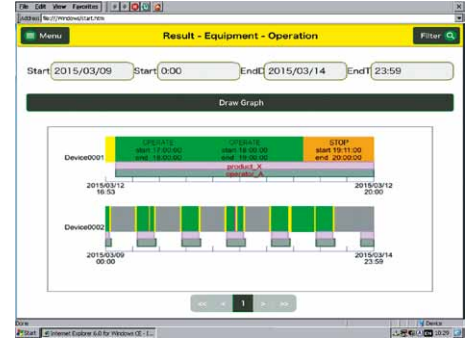 File Edit View Favorites
Address file://\Windows\start.htm
Menu
Result - Equipment - Operation
Filter
Start 2015/03/09 Start 0:00 EndD 2015/03/14 EndT 23:59
Draw Graph
OPERATE OPERATE STOP
start 17:00:00 start 18:00:00 start 19:11:00
end 18:00:00 end 19:00:00 end 20:00:00
Device0001
product_X
operator_A
2015/03/12 2015/03/12
16:53 20:00
Device0002
2015/03/09 2015/03/14
00:00 23:59
<< < 1 > >>
Done
Device
Start Internet Explorer 6.0 for Windows CE - [...
10:29